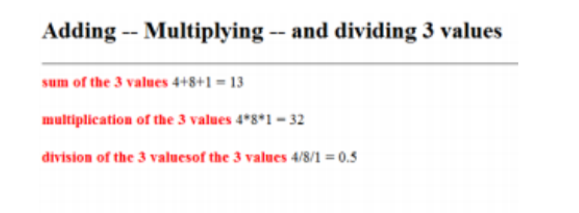 Adding -- Multiplying -- and dividing 3 values
sum of the 3 values 4+8+1 = 13
multiplication of the 3 values 4*8*1 = 32
division of the 3 valuesof the 3 values 4/8/1 = 0.5